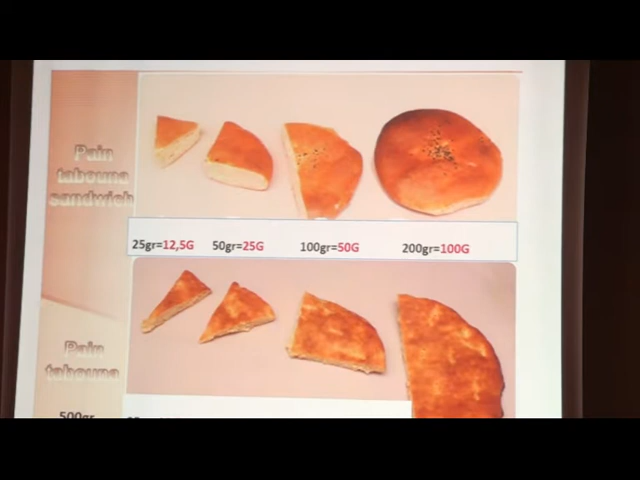 Pain
tabouna
sandwich
25gr=12,5G 50gr=25G 100gr=50G 200gr=100G
Pain
tabouna
500gr